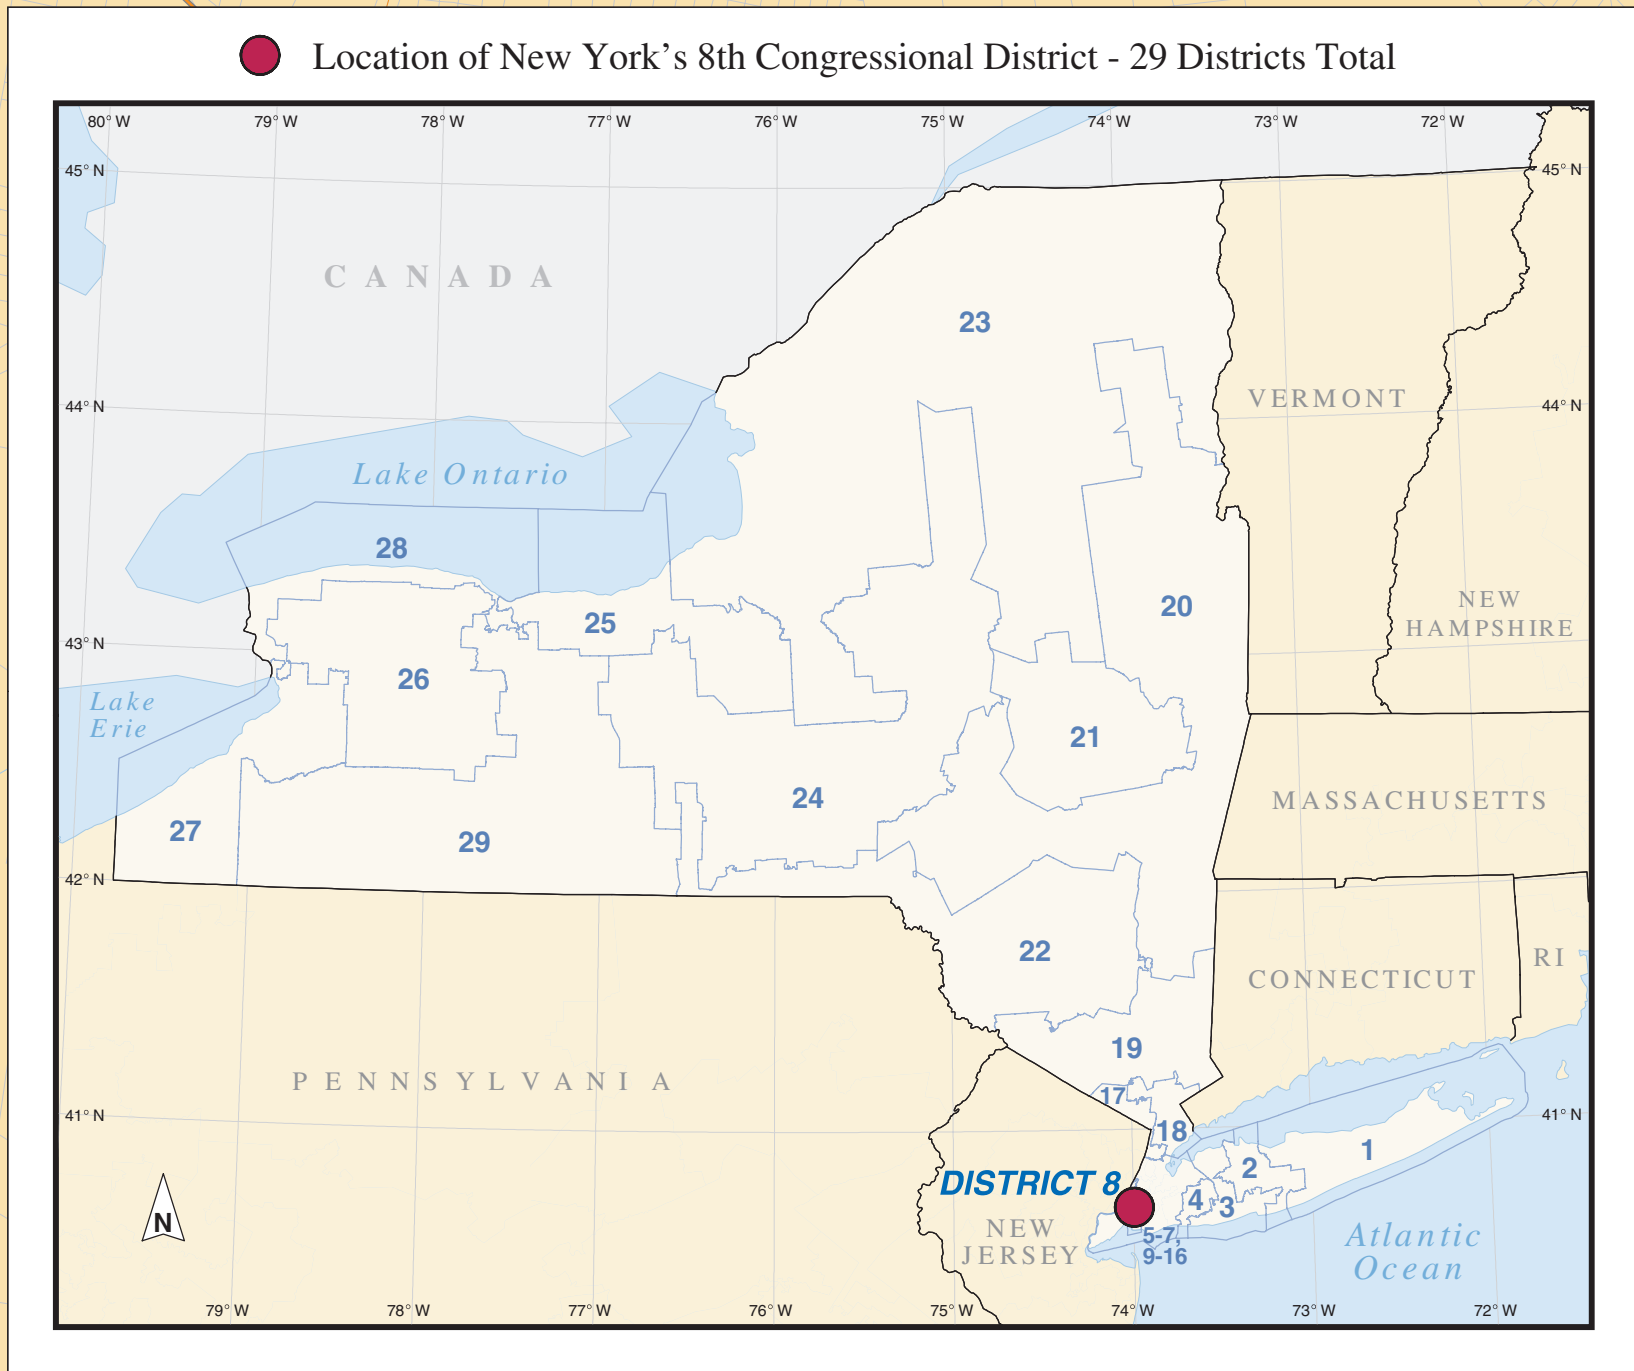 Location of New York's 8th Congressional District - 29 Districts Total
80° W 79° W 78° W 77° W 76° W 75° W 74° W 73° W 72° W
45° N 45° N
CANADA
23
VERMONT
44° N 44° N
Lake Ontario
28
NEW
HAMPSHIRE
20
25
43° N
26
Lake
Erie
21
24
MASSACHUSETTS
27
29
42° N
22
RI
CONNECTICUT
19
PENNSYLVANIA
17
41° N 41° N
18
1
2
DISTRICT 8
4
3
N
NEW
JERSEY
5-7,
9-16
Atlantic
Ocean
79° W 78° W 77° W 76° W 75° W 74° W 73° W 72° W